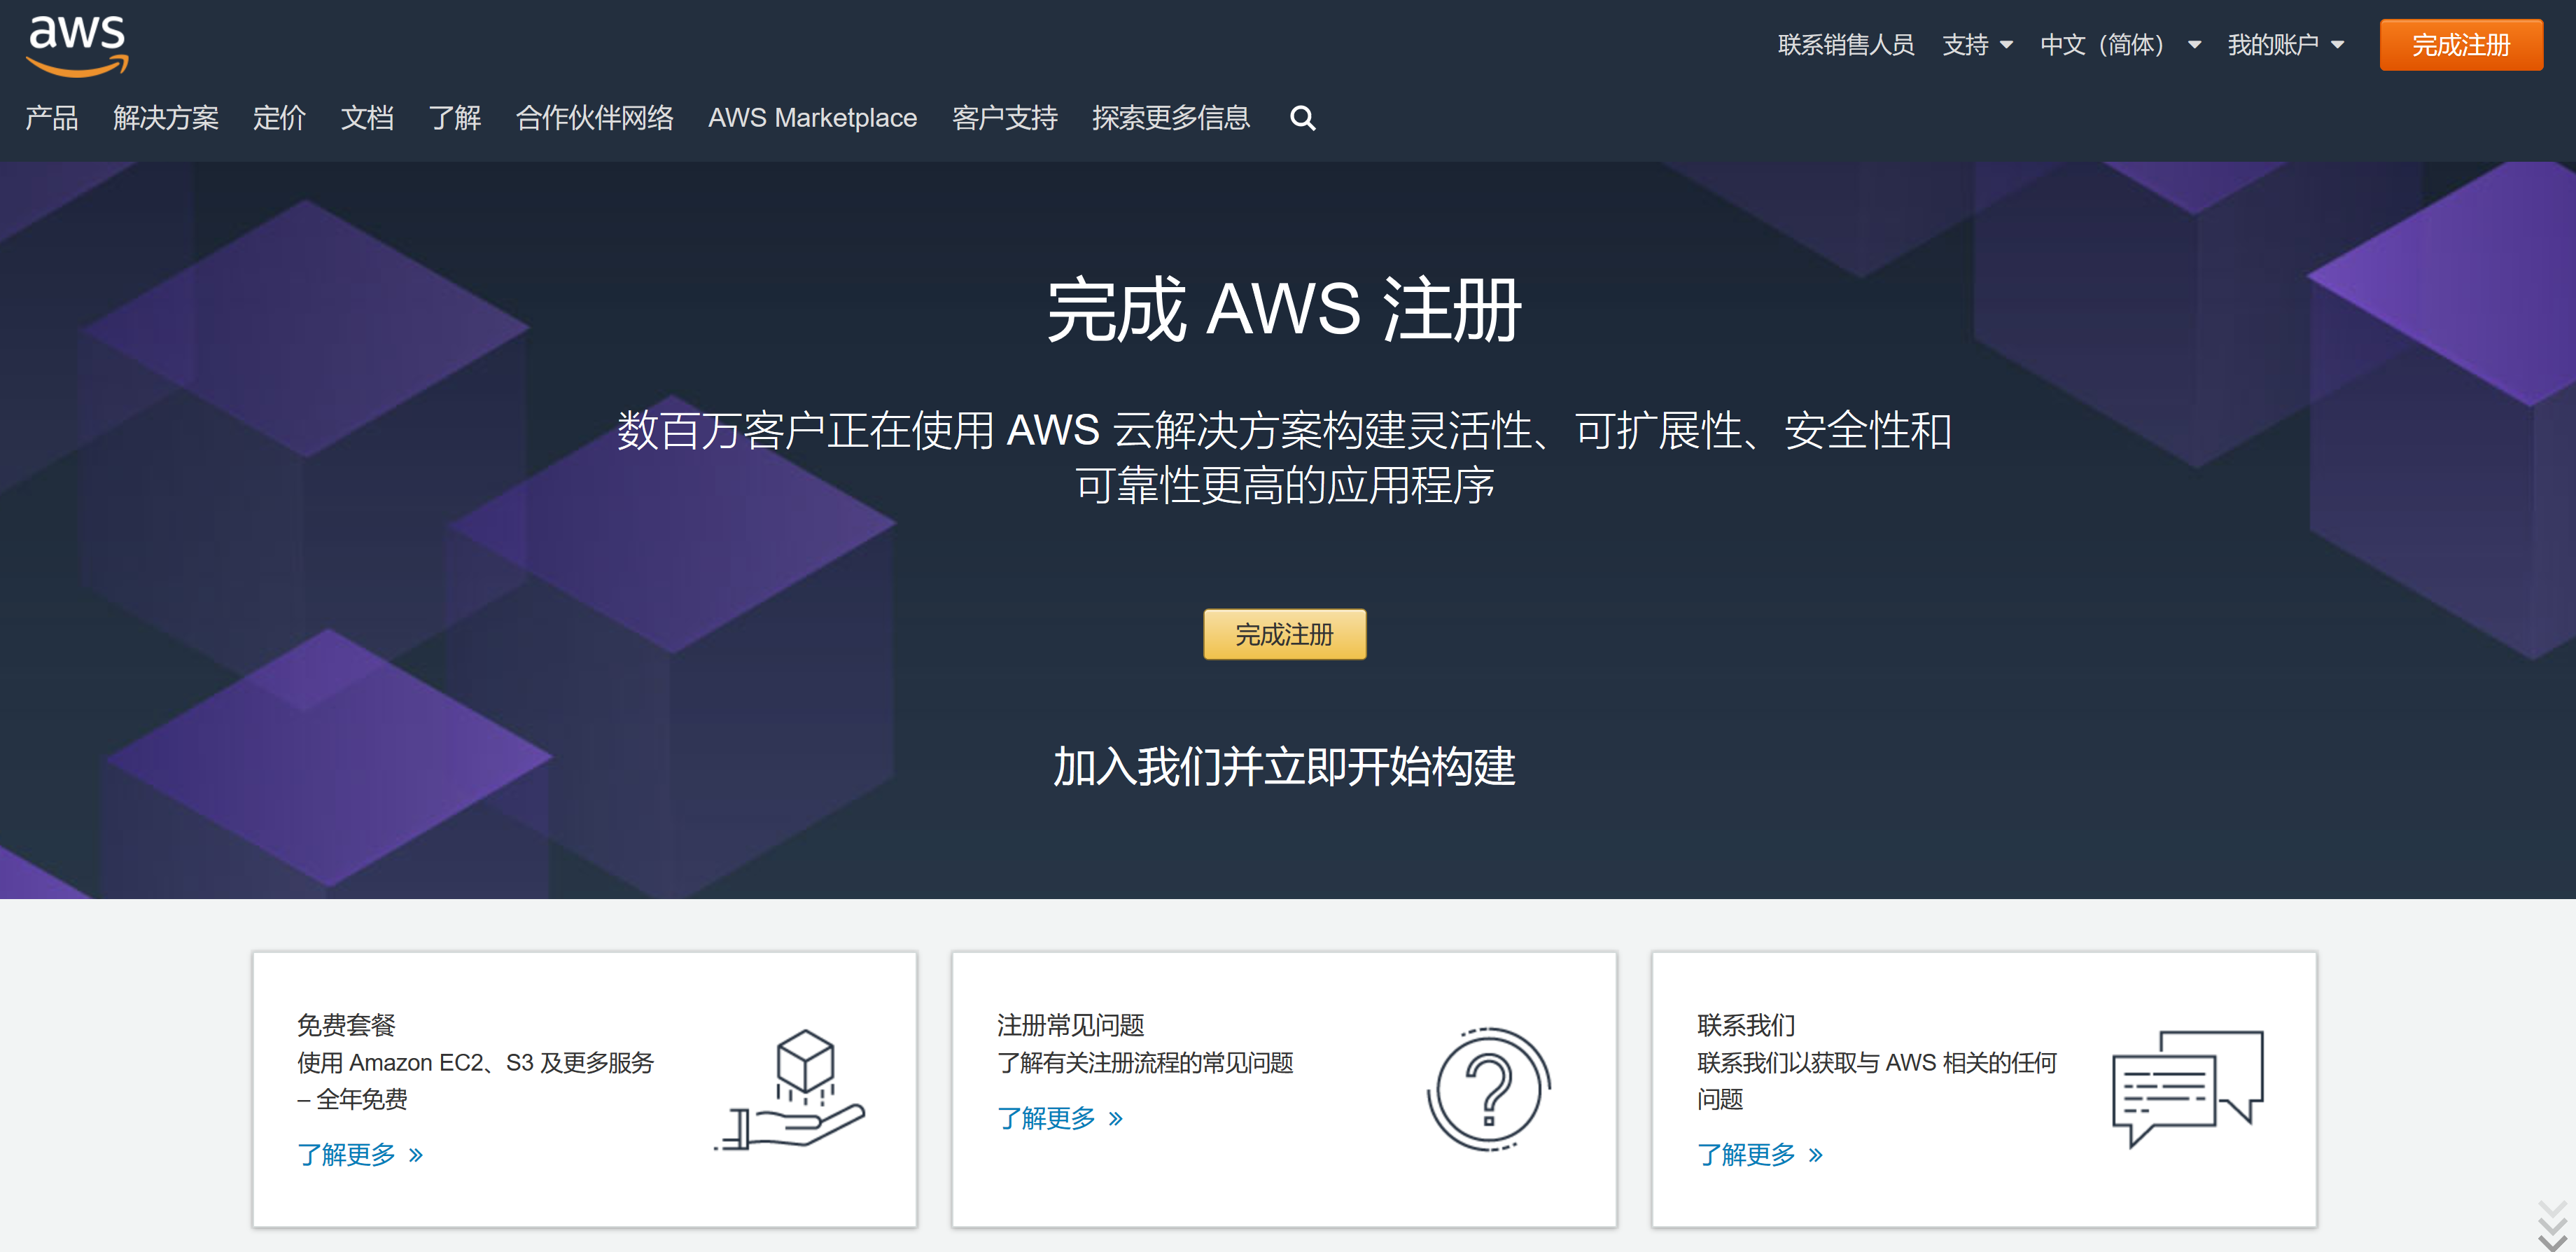 aws
联系销售人员 支持 中文（简体） 我的账户 完成注册
产品 解决方案 定价 文档 了解 合作伙伴网络 AWS Marketplace 客户支持 探索更多信息
完成 AWS 注册
数百万客户正在使用 AWS 云解决方案构建灵活性、可扩展性、安全性和
可靠性更高的应用程序
完成注册
加入我们并立即开始构建
免费套餐
使用 Amazon EC2、S3 及更多服务
– 全年免费
了解更多 »
注册常见问题
了解有关注册流程的常见问题
了解更多 »
联系我们
联系我们以获取与 AWS 相关的任何
问题
了解更多 »